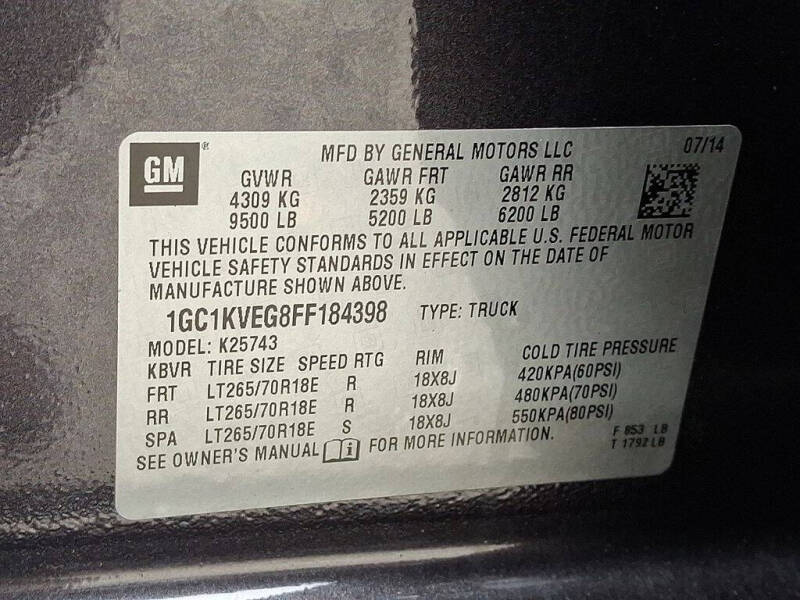 GM® MFD BY GENERAL MOTORS LLC 07/14
GVWR GAWR FRT GAWR RR
4309 KG 2359 KG 2812 KG
9500 LB 5200 LB 6200 LB
THIS VEHICLE CONFORMS TO ALL APPLICABLE U.S. FEDERAL MOTOR
VEHICLE SAFETY STANDARDS IN EFFECT ON THE DATE OF
MANUFACTURE SHOWN ABOVE.
1GC1KVEG8FF184398 TYPE: TRUCK
MODEL: K25743
KBVR TIRE SIZE SPEED RTG RIM COLD TIRE PRESSURE
FRT LT265/70R18E R 18X8J 420KPA(60PSI)
RR LT265/70R18E R 18X8J 480KPA(70PSI)
SPA LT265/70R18E S 18X8J 550KPA(80PSI)
SEE OWNER'S MANUAL i FOR MORE INFORMATION.
F 853 LB
T 1792 LB